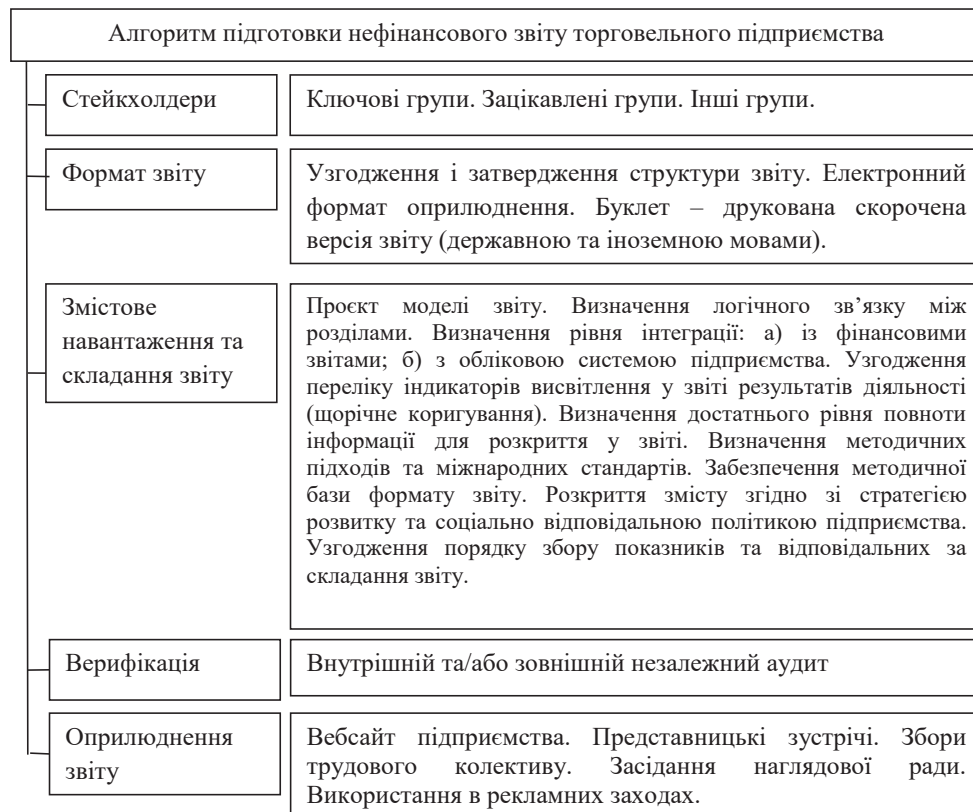 Алгоритм підготовки нефінансового звіту торговельного підприємства
Стейкхолдери
Ключові групи. Зацікавлені групи. Інші групи.
Формат звіту
Узгодження і затвердження структури звіту. Електронний
формат оприлюднення. Буклет – друкована скорочена
версія звіту (державною та іноземною мовами).
Змістове
навантаження та
складання звіту
Проєкт моделі звіту. Визначення логічного зв’язку між
розділами. Визначення рівня інтеграції: а) із фінансовими
звітами; б) з обліковою системою підприємства. Узгодження
переліку індикаторів висвітлення у звіті результатів діяльності
(щорічне коригування). Визначення достатнього рівня повноти
інформації для розкриття у звіті. Визначення методичних
підходів та міжнародних стандартів. Забезпечення методичної
бази формату звіту. Розкриття змісту згідно зі стратегією
розвитку та соціально відповідальною політикою підприємства.
Узгодження порядку збору показників та відповідальних за
складання звіту.
Верифікація
Внутрішній та/або зовнішній незалежний аудит
Оприлюднення
звіту
Вебсайт підприємства. Представницькі зустрічі. Збори
трудового колективу. Засідання наглядової ради.
Використання в рекламних заходах.